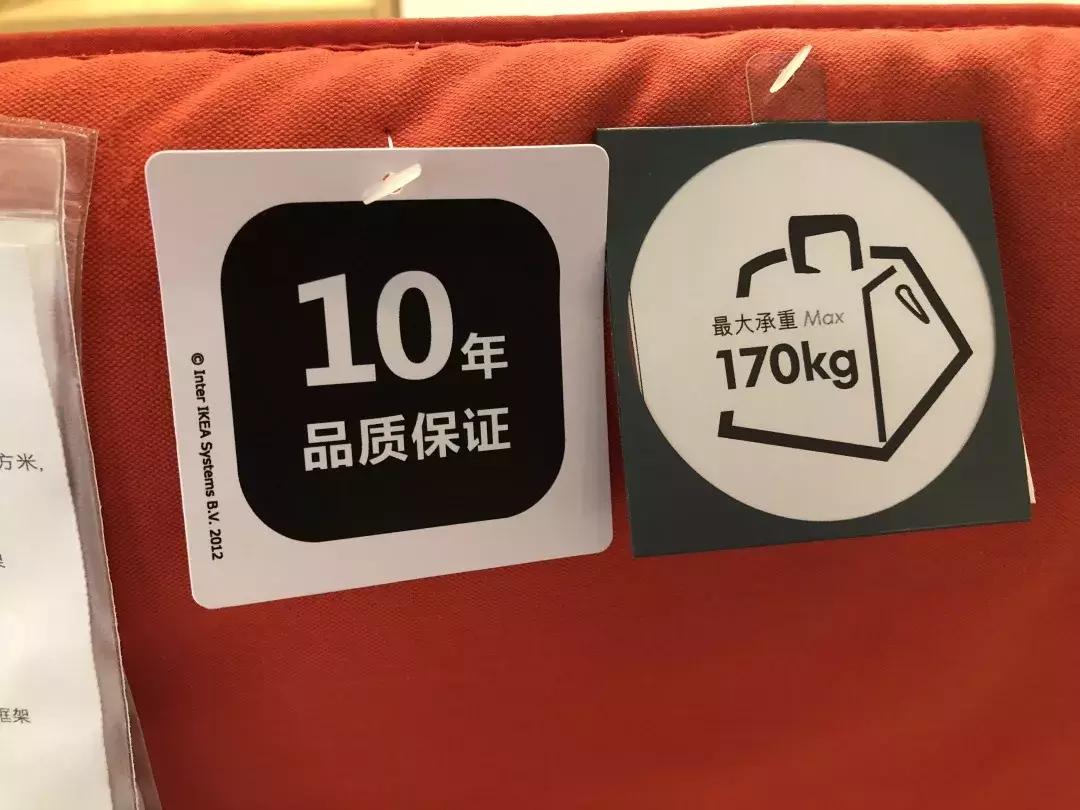 方米,
框架
10年
品质保证
© Inter IKEA Systems B.V. 2012
最大承重 Max
170kg